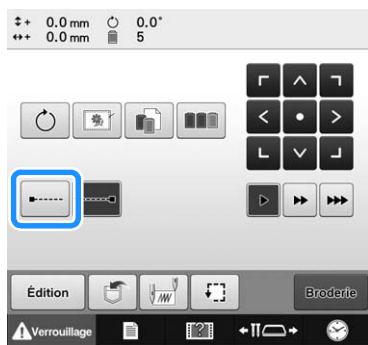 + 0.0 mm 0.0°
+ 0.0 mm 5
Édition Broderie
Verrouillage